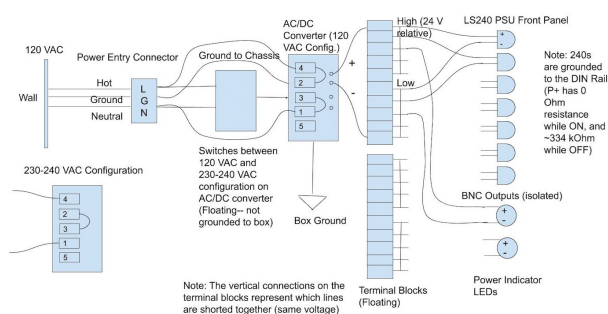 AC/DC
Converter (120
VAC Config.)
High (24 V
relative)
LS240 PSU Front Panel
120 VAC
Power Entry Connector
Ground to Chassis
Hot
Wall
Ground
Neutral
L
G
N
4
2
3
1
5
+
-
Low
+
-
Note: 240s
are grounded
to the DIN Rail
(P+ has 0
Ohm
resistance
while ON, and
~334 kOhm
while OFF)
Switches between
120 VAC and
230-240 VAC
configuration on
AC/DC converter
(Floating-- not
grounded to box)
230-240 VAC Configuration
4
2
3
1
5
Box Ground
BNC Outputs (isolated)
+
-
+
-
Power Indicator
LEDs
Terminal Blocks
(Floating)
Note: The vertical connections on the
terminal blocks represent which lines
are shorted together (same voltage)